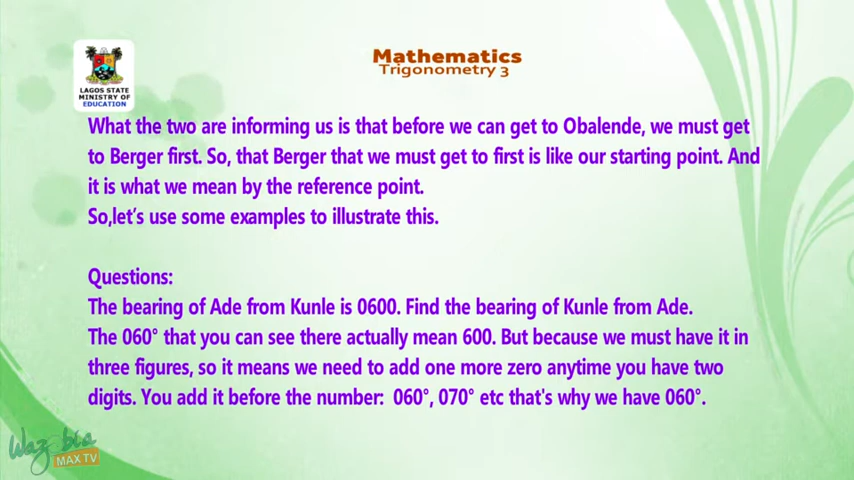 Mathematics
Trigonometry 3
LAGOS STATE
MINISTRY OF
EDUCATION
What the two are informing us is that before we can get to Obalende, we must get
to Berger first. So, that Berger that we must get to first is like our starting point. And
it is what we mean by the reference point.
So,let's use some examples to illustrate this.
Questions:
The bearing of Ade from Kunle is 0600. Find the bearing of Kunle from Ade.
The 060° that you can see there actually mean 600. But because we must have it in
three figures, so it means we need to add one more zero anytime you have two
digits. You add it before the number:  060°, 070° etc that's why we have 060°.
Wazobia
MAX TV